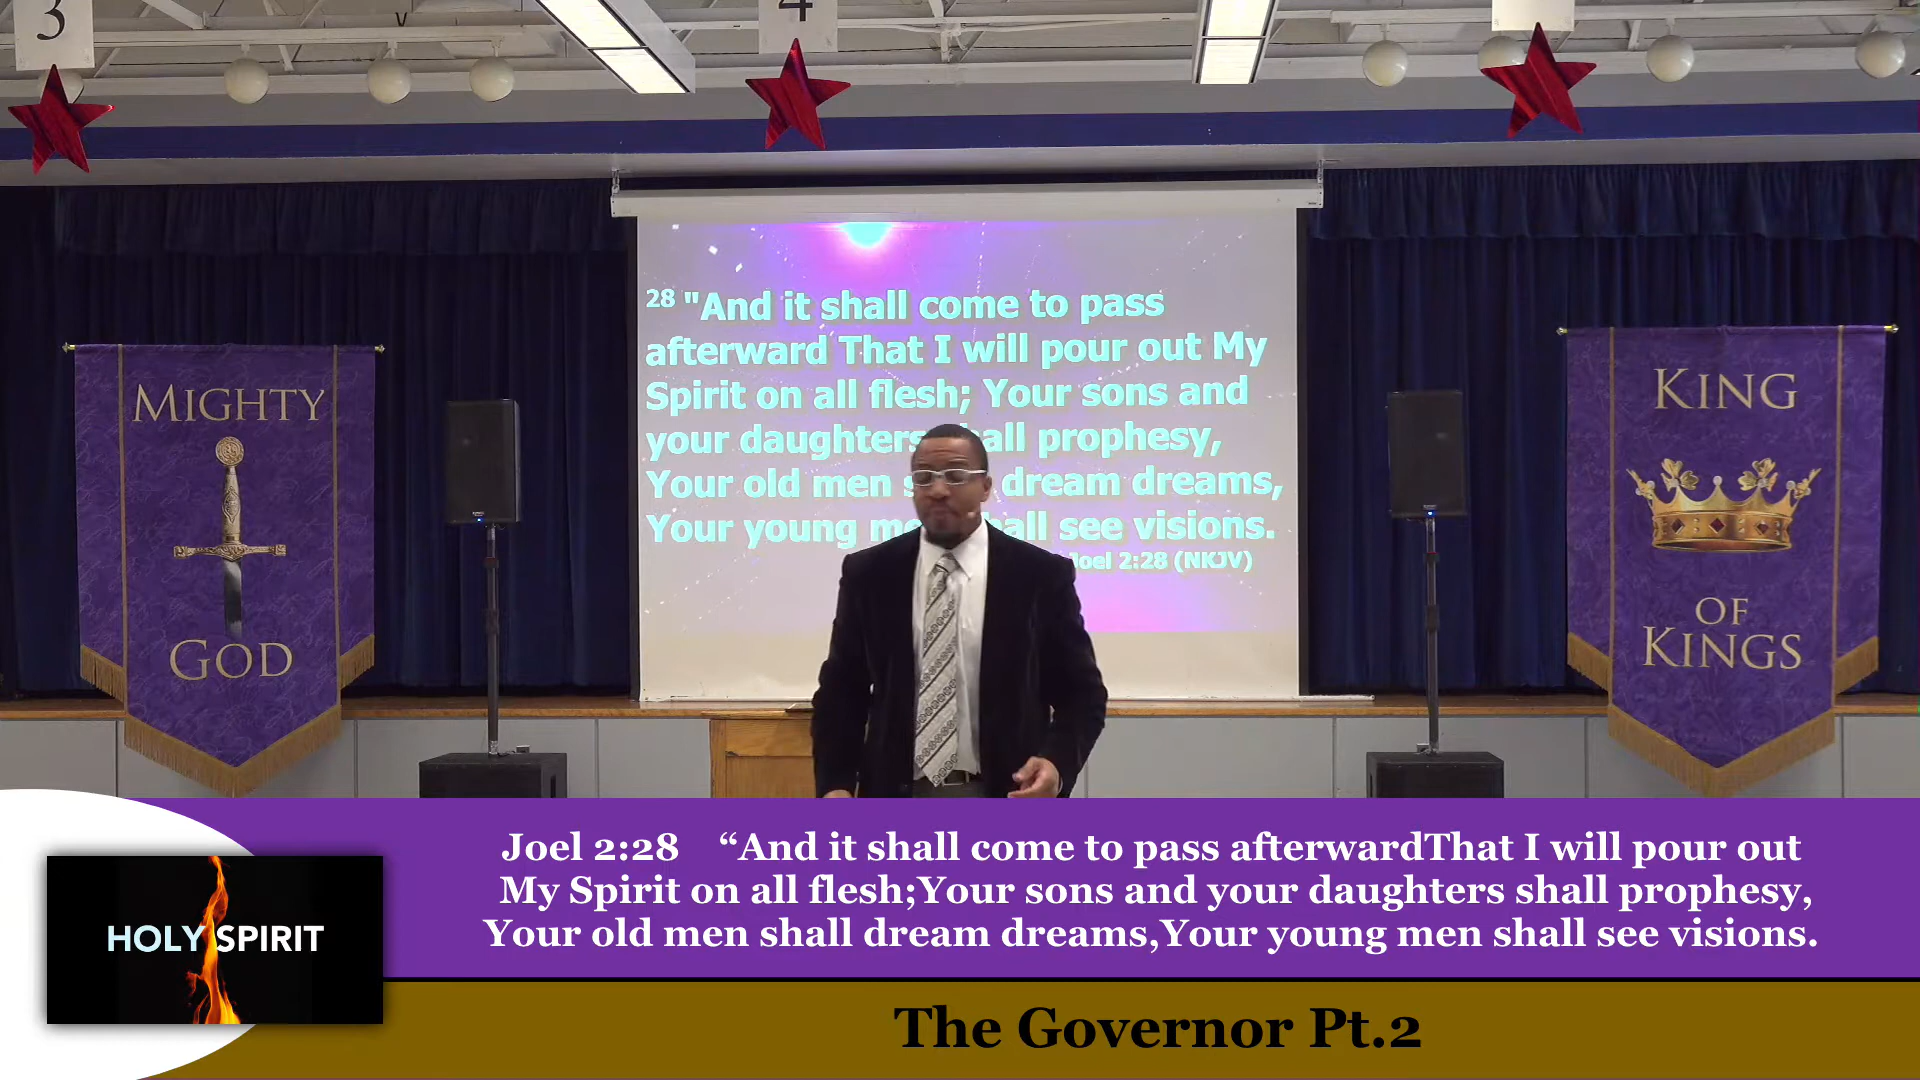 3
4
28 "And it shall come to pass
afterward That I will pour out My
Spirit on all flesh; Your sons and
your daughters shall prophesy,
Your old men dream dreams,
Your young men shall see visions.
Joel 2:28 (NKJV)
MIGHTY
GOD
KING
OF
KINGS
Joel 2:28 “And it shall come to pass afterwardThat I will pour out
My Spirit on all flesh;Your sons and your daughters shall prophesy,
Your old men shall dream dreams,Your young men shall see visions.
HOLY SPIRIT
The Governor Pt.2